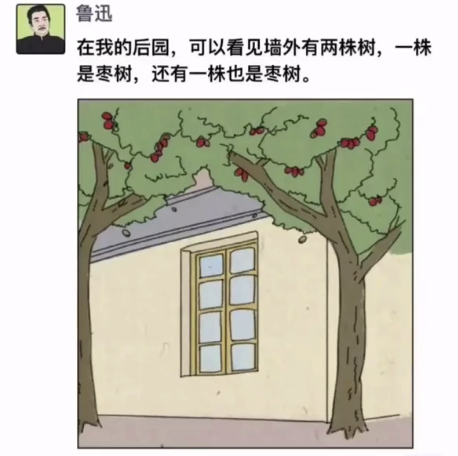 鲁迅
在我的后园，可以看见墙外有两株树，一株
是枣树，还有一株也是枣树。